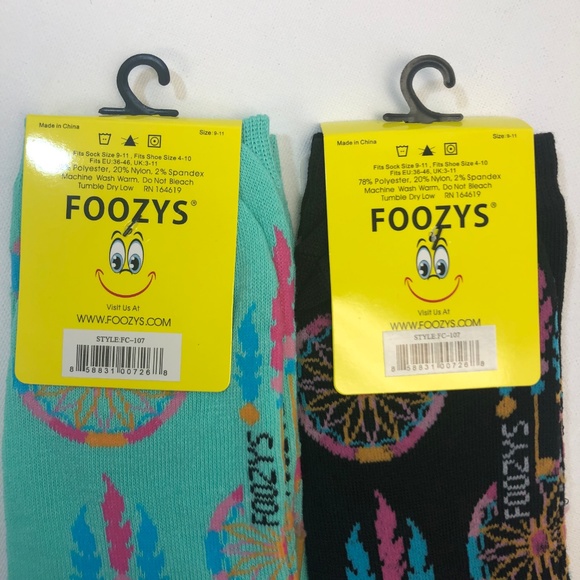 Made in China
Size: 9-11
Fits Sock Size 9-11 , Fits Shoe Size 4-10
Fits EU:36-46, UK:3-11
Polyester, 20% Nylon, 2% Spandex
Machine Wash Warm, Do Not Bleach
Tumble Dry Low RN 164619
FOOZYS®
Visit Us At
WWW.FOOZYS.COM
STYLE:FC-107
8 58831 00726 8
FOOZYS
Made in China
Size: 9-11
Fits Sock Size 9-11 , Fits Shoe Size 4-10
Fits EU:36-46, UK:3-11
78% Polyester, 20% Nylon, 2% Spandex
Machine Wash Warm, Do Not Bleach
Tumble Dry Low RN 164619
FOOZYS®
Visit Us At
WWW.FOOZYS.COM
STYLE:FC-107
8 58831 00726 8
FOOZYS